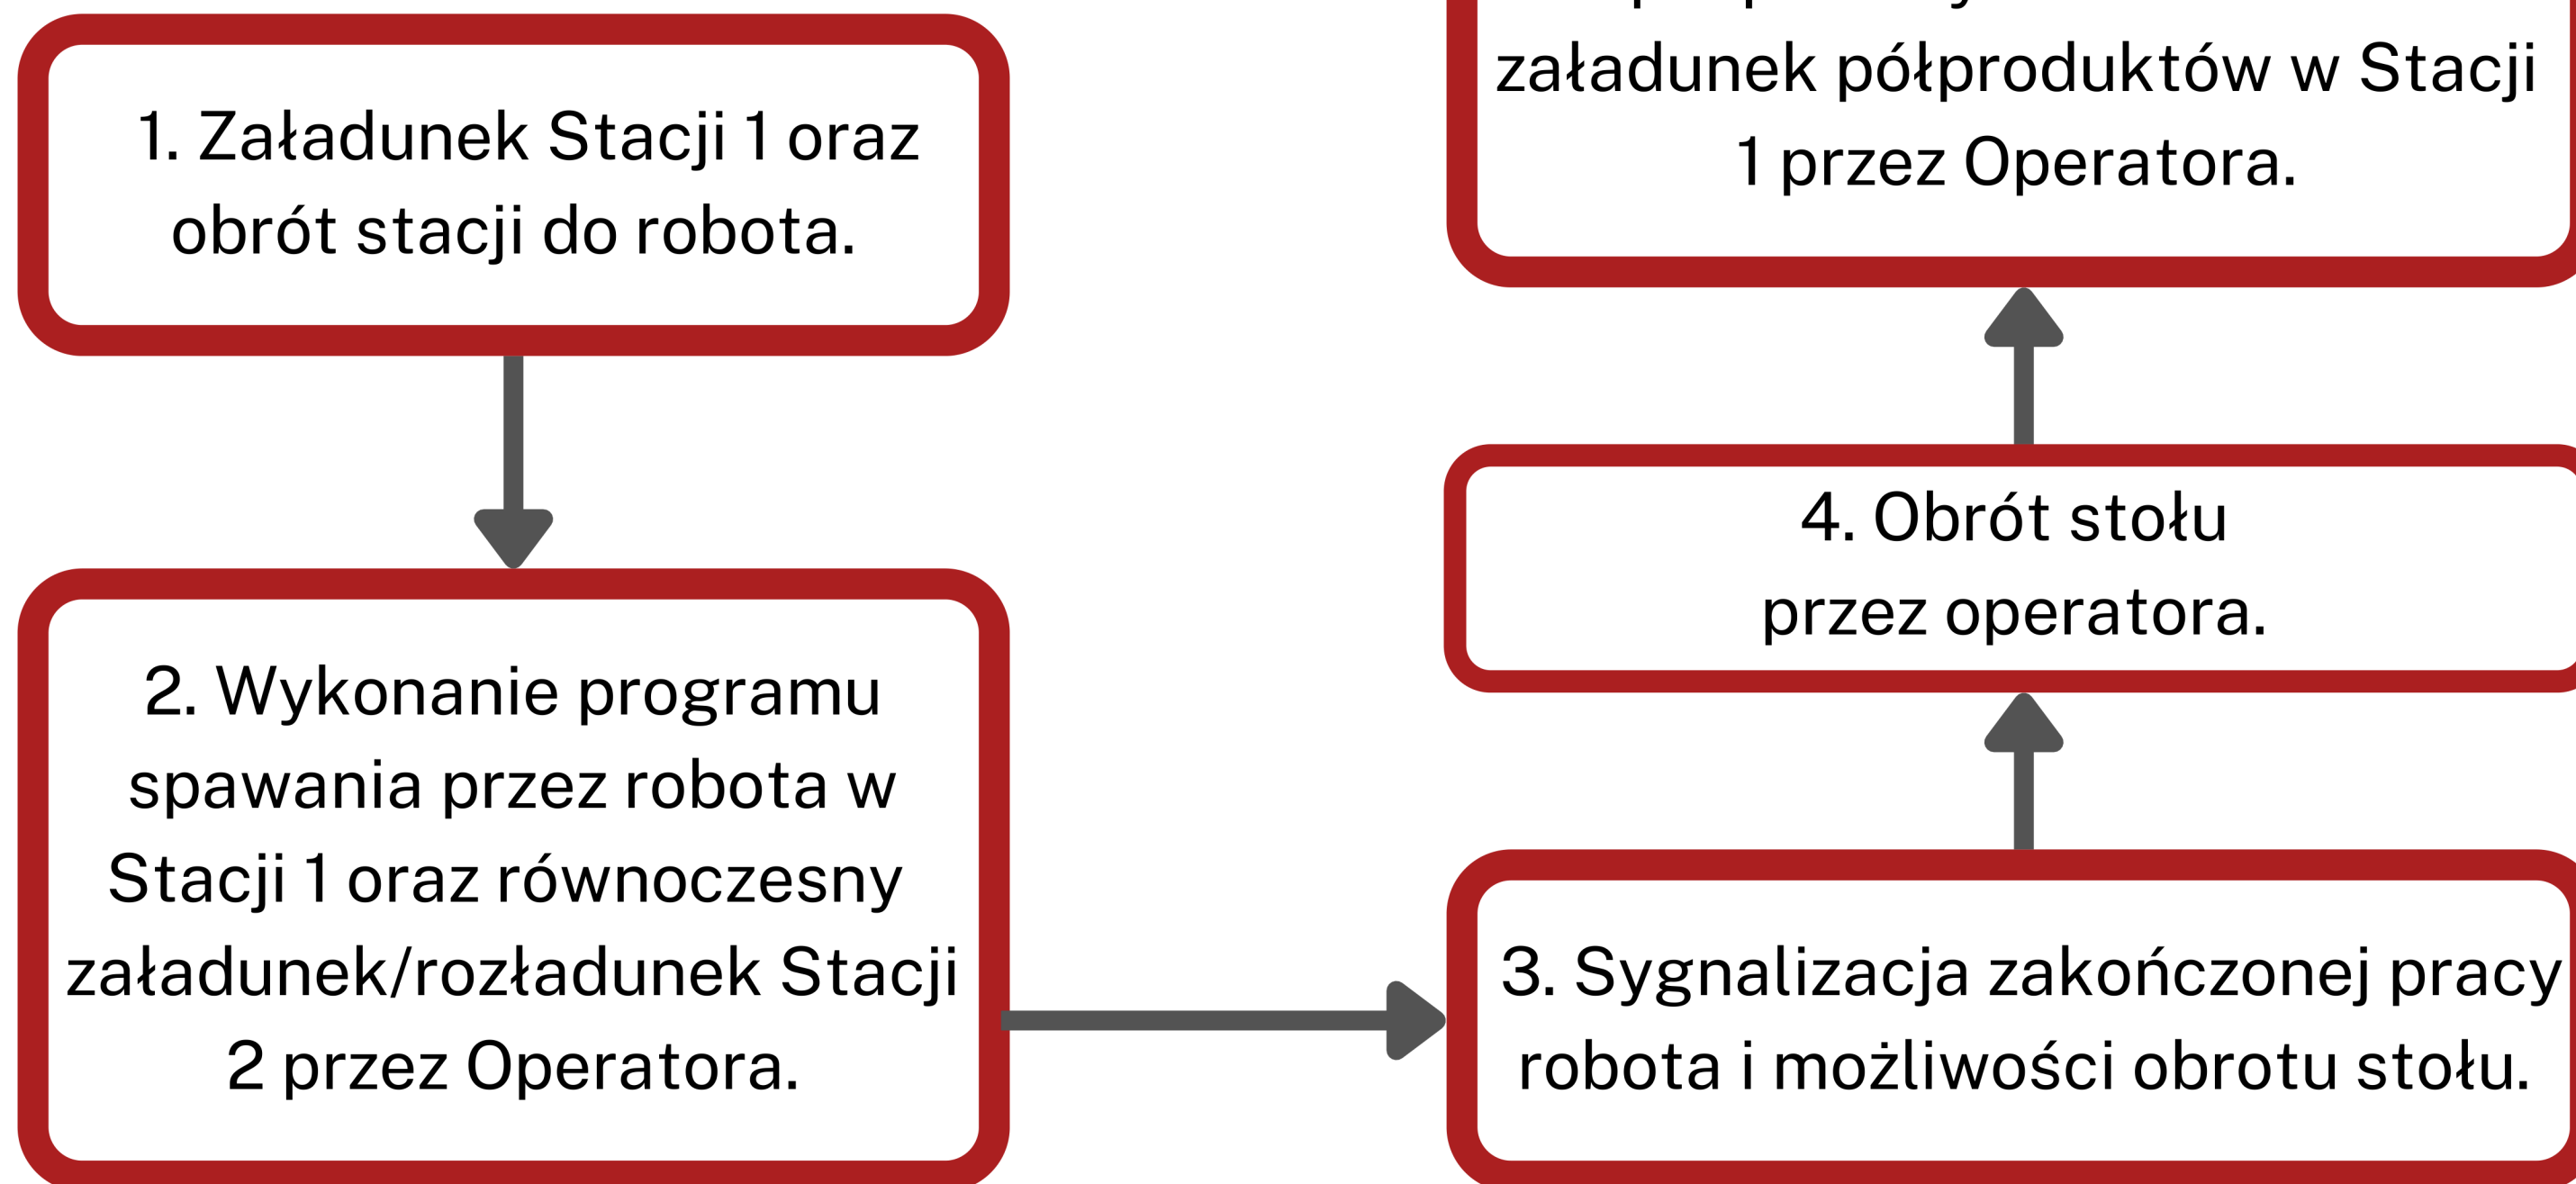 1. Załadunek Stacji 1 oraz
obrót stacji do robota.
2. Wykonanie programu
spawania przez robota w
Stacji 1 oraz równoczesny
załadunek/rozładunek Stacji
2 przez Operatora.
3. Sygnalizacja zakończonej pracy
robota i możliwości obrotu stołu.
4. Obrót stołu
przez operatora.
załadunek półproduktów w Stacji
1 przez Operatora.